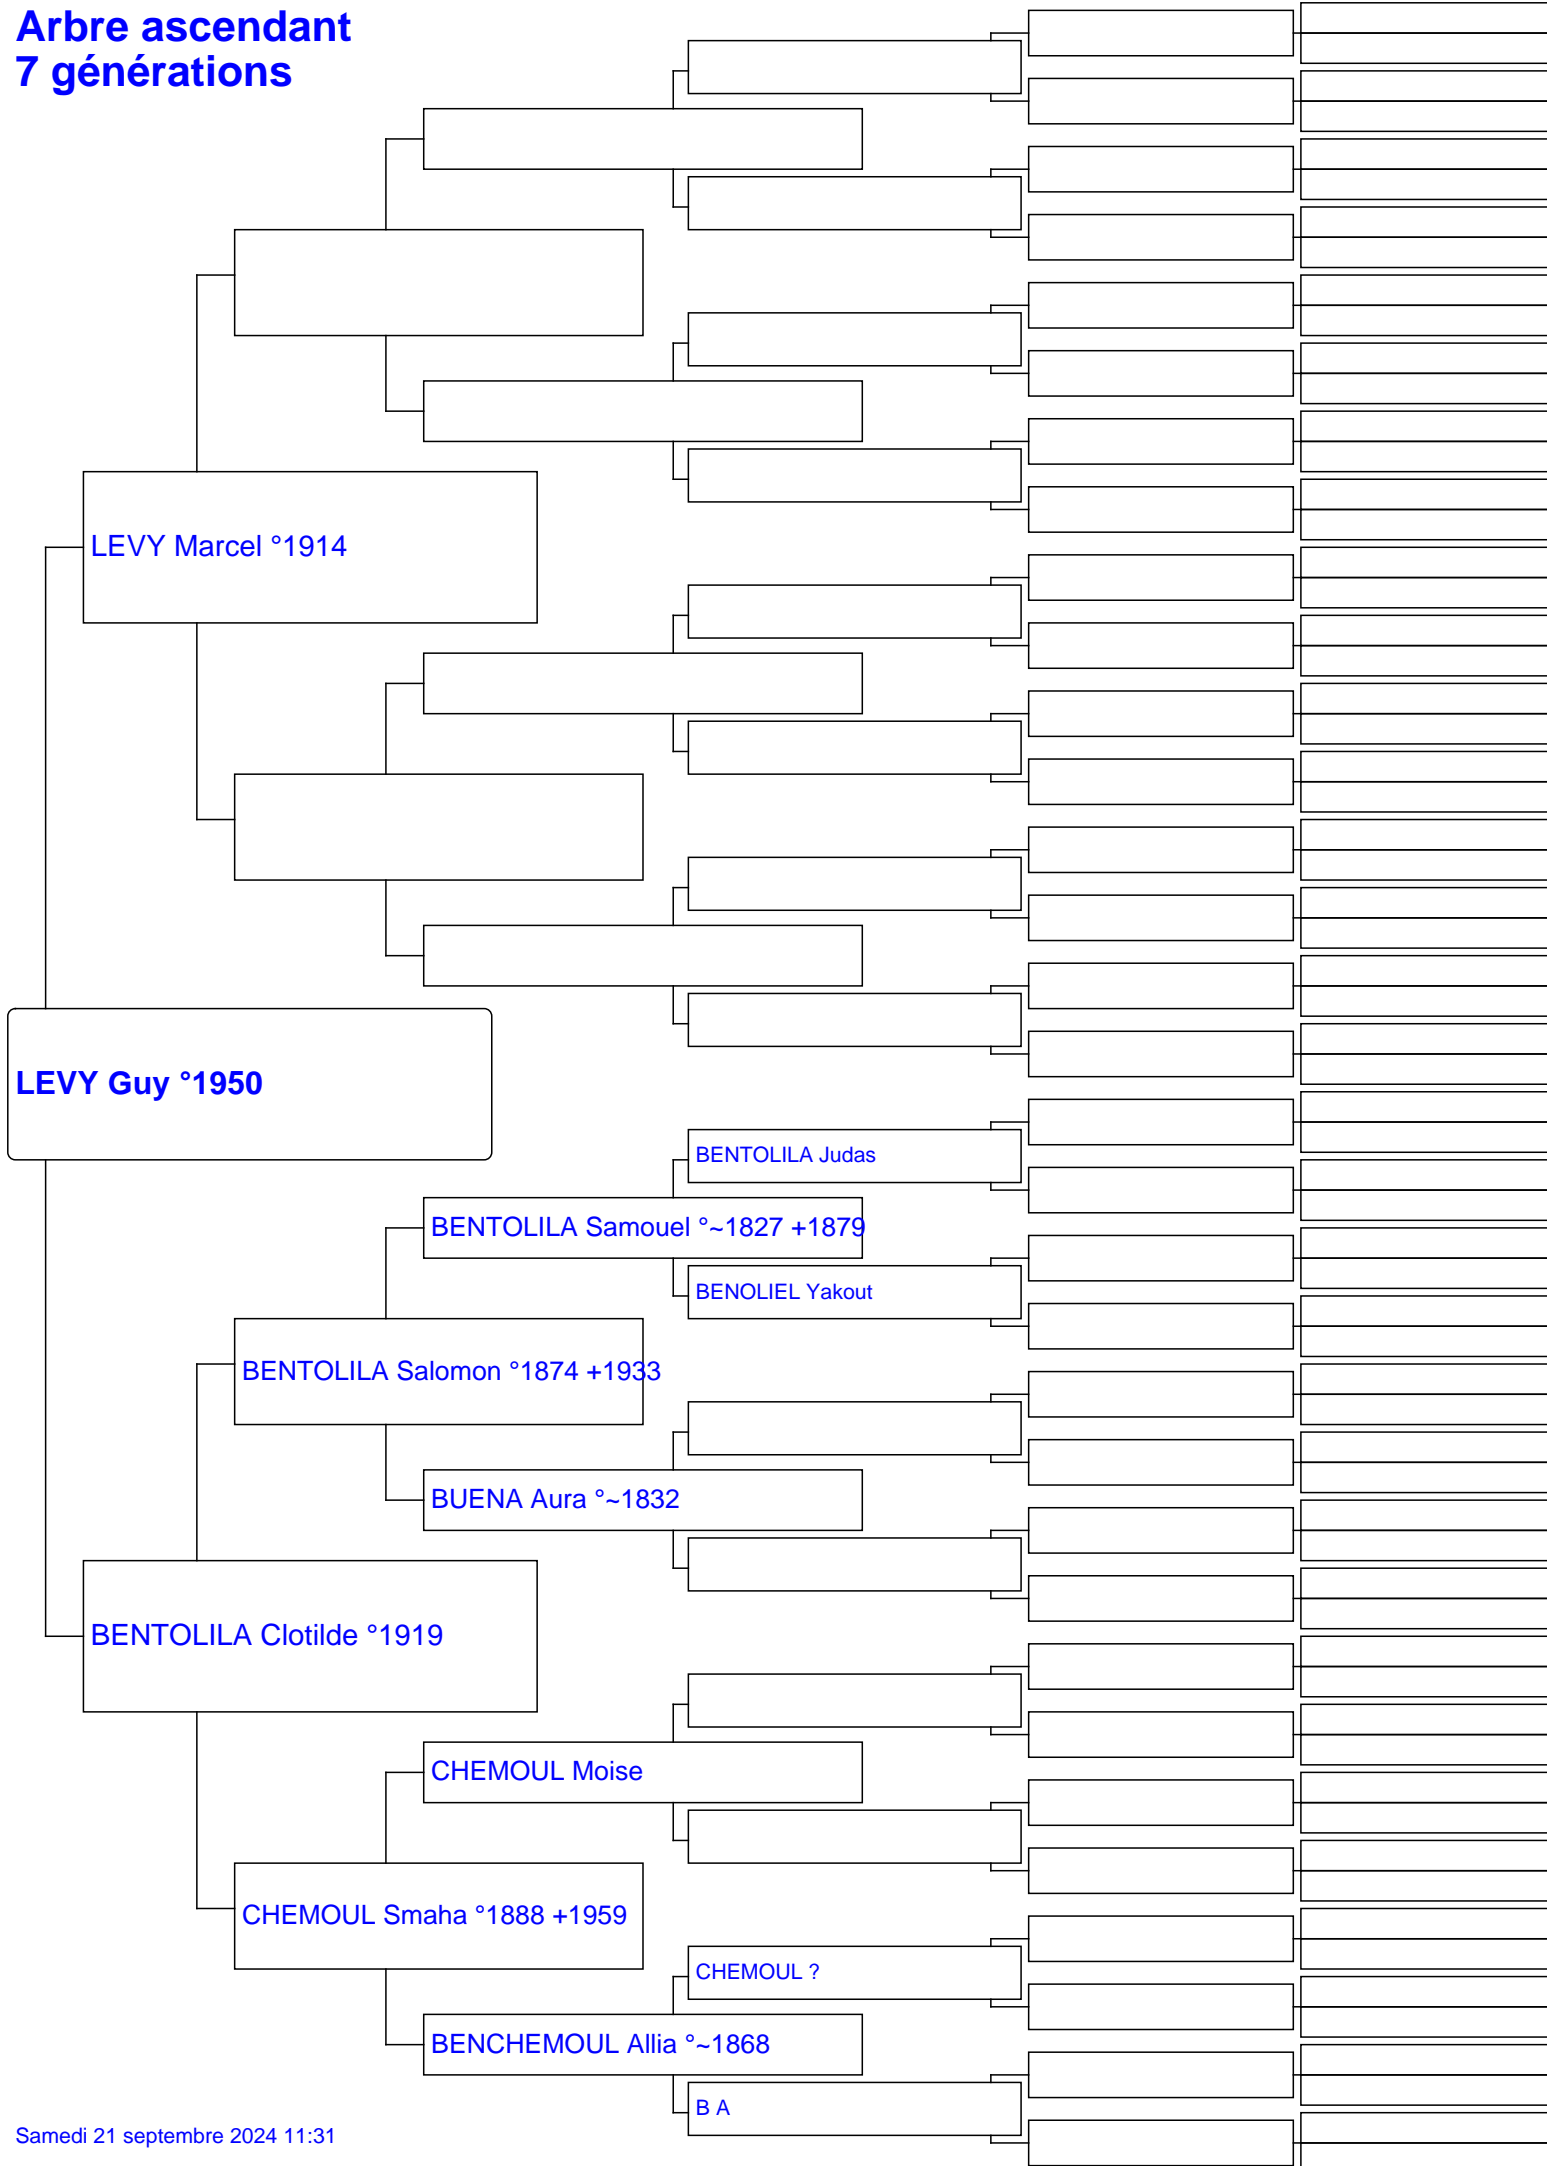 Arbre ascendant
7 générations
LEVY Marcel °1914
LEVY Guy °1950
BENTOLILA Judas
BENTOLILA Samouel °~1827 +1879
BENOLIEL Yakout
BENTOLILA Salomon °1874 +1933
BUENA Aura °~1832
BENTOLILA Clotilde °1919
CHEMOUL Moise
CHEMOUL Smaha °1888 +1959
CHEMOUL ?
BENCHEMOUL Allia °~1868
B A
Samedi 21 septembre 2024 11:31